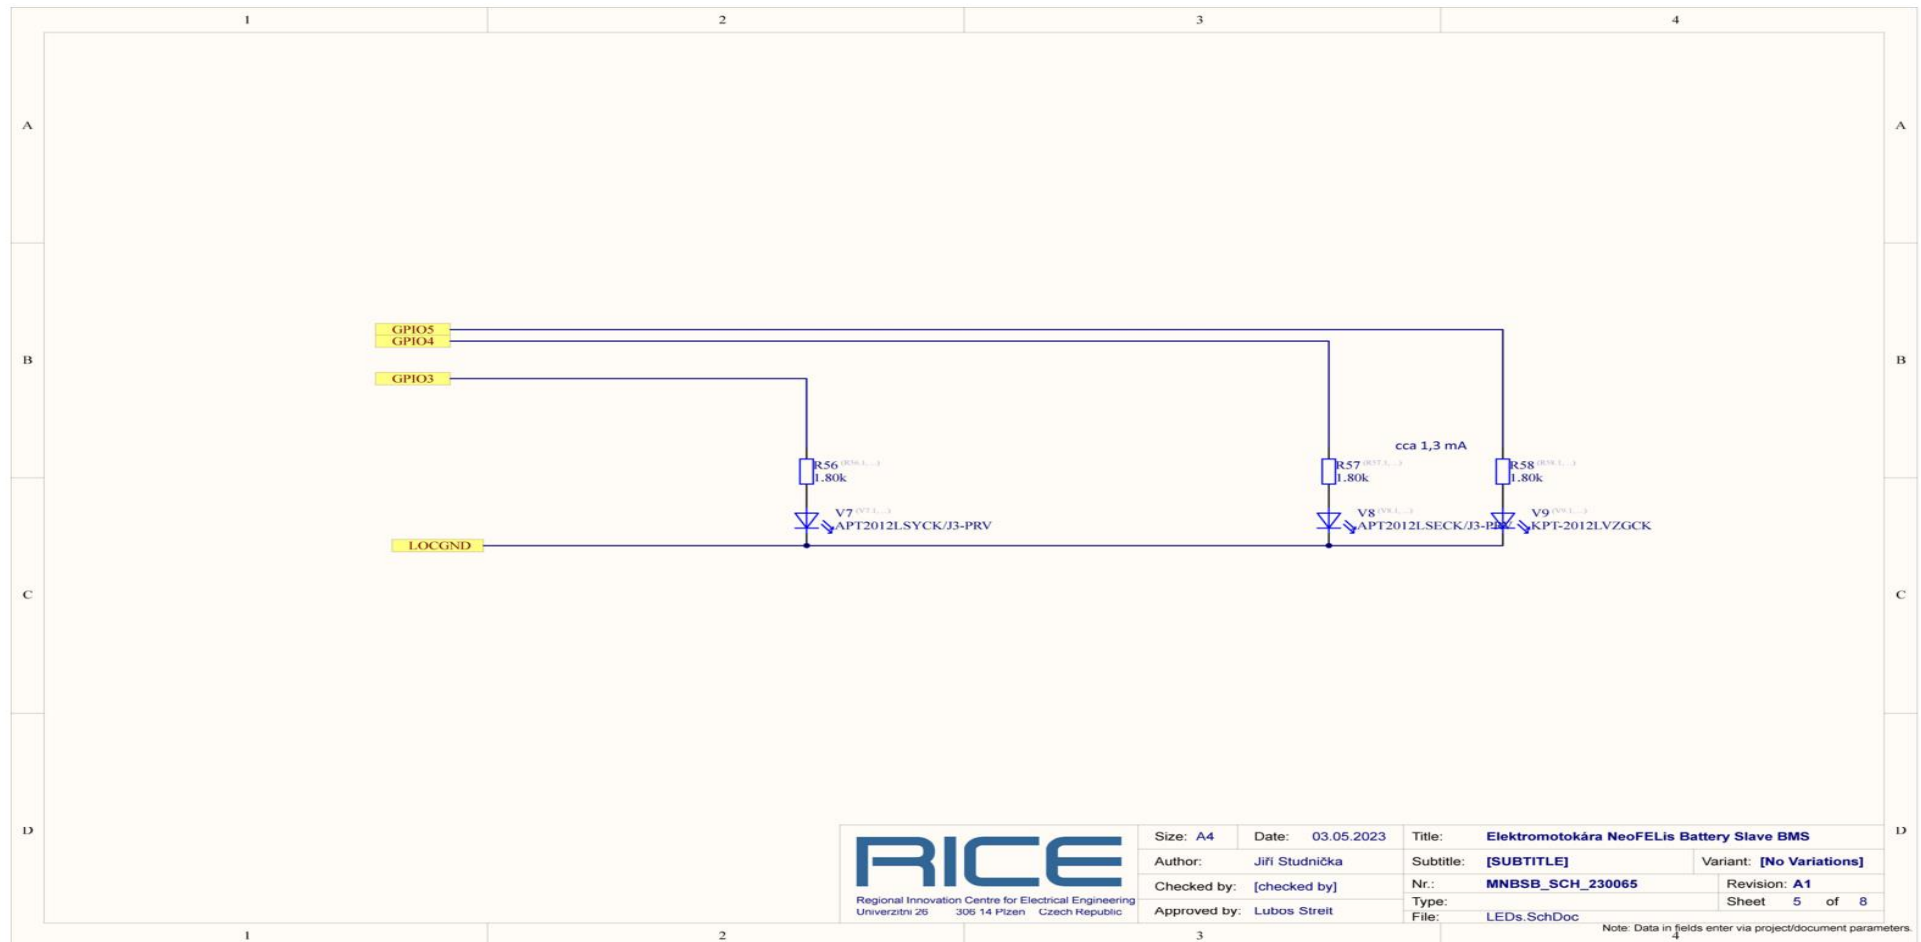 1 2 3 4
A A
GPIO5
GPIO4
B B
GPIO3
cca 1,3 mA
R56 R57 R58
1.80k 1.80k 1.80k
V7 V8 V9
APT2012LSYCK/J3-PRV APT2012LSECK/J3-PRV KPT-2012LVZGCK
LOCGND
C C
D D
RICE
Regional Innovation Centre for Electrical Engineering
Univerzitni 26 306 14 Plzen Czech Republic
Size: A4 Date: 03.05.2023 Title: Elektromotokára NeoFELis Battery Slave BMS
Author: Jiří Studnička Subtitle: [SUBTITLE] Variant: [No Variations]
Checked by: [checked by] Nr.: MNBSB_SCH_230065 Revision: A1
Type: Sheet 5 of 8
Approved by: Lubos Streit File: LEDs.SchDoc
Note: Data in fields enter via project/document parameters.
1 2 3 4